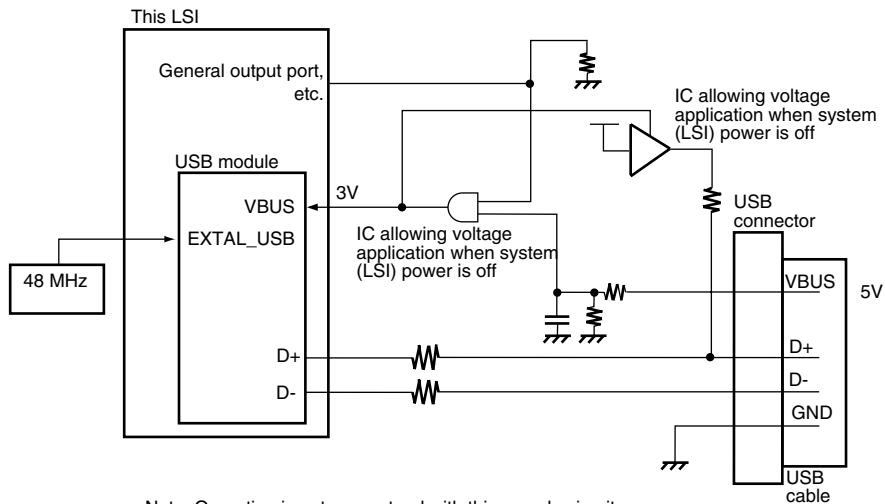 This LSI
General output port,
etc.
IC allowing voltage
application when system
(LSI) power is off
USB module
VBUS
3V
EXTAL_USB
IC allowing voltage
application when system
(LSI) power is off
48 MHz
USB
connector
VBUS
5V
D+
D+
D-
D-
GND
USB
cable